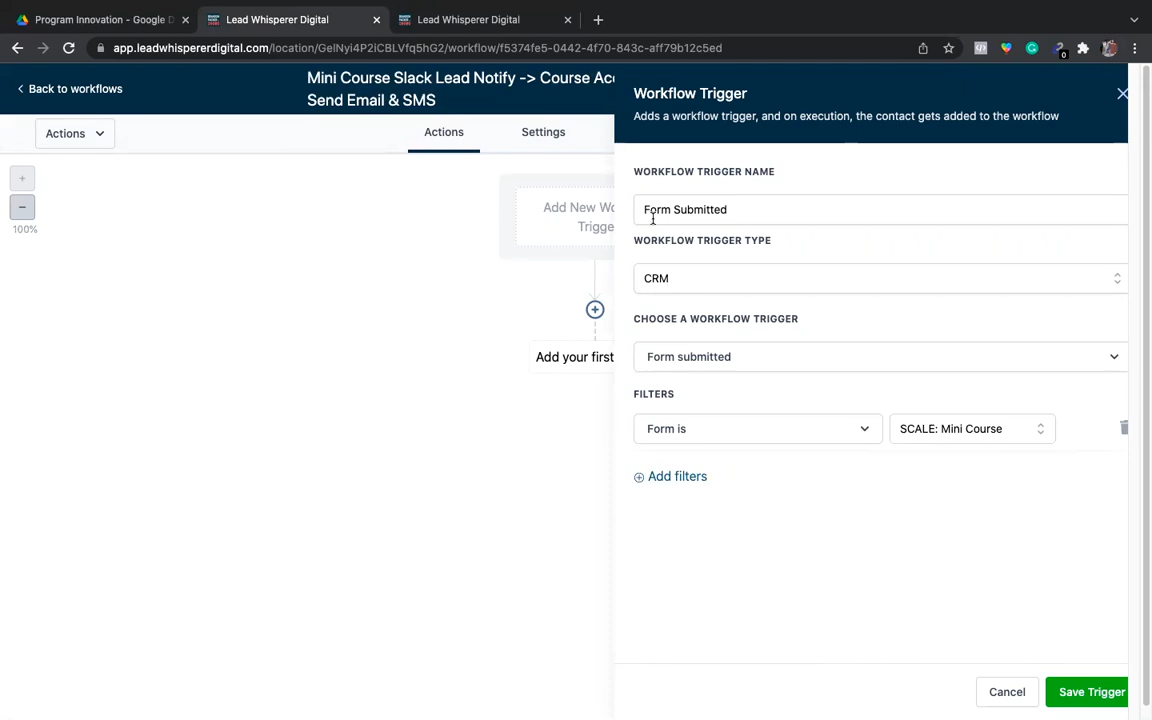 Program Innovation - Google D
Lead Whisperer Digital
Lead Whisperer Digital
app.leadwhispererdigital.com/location/GeINyi4P2iCBLVfq5hG2/workflow/f5374fe5-0442-4f70-843c-aff79b12c5ed
0
Back to workflows
Mini Course Slack Lead Notify -> Course Acc
Send Email & SMS
Workflow Trigger
Adds a workflow trigger, and on execution, the contact gets added to the workflow
Actions
Actions
Settings
100%
Add New Wo
Trigge
Add your first
WORKFLOW TRIGGER NAME
Form Submitted
WORKFLOW TRIGGER TYPE
CRM
CHOOSE A WORKFLOW TRIGGER
Form submitted
FILTERS
Form is
SCALE: Mini Course
Add filters
Cancel
Save Trigger